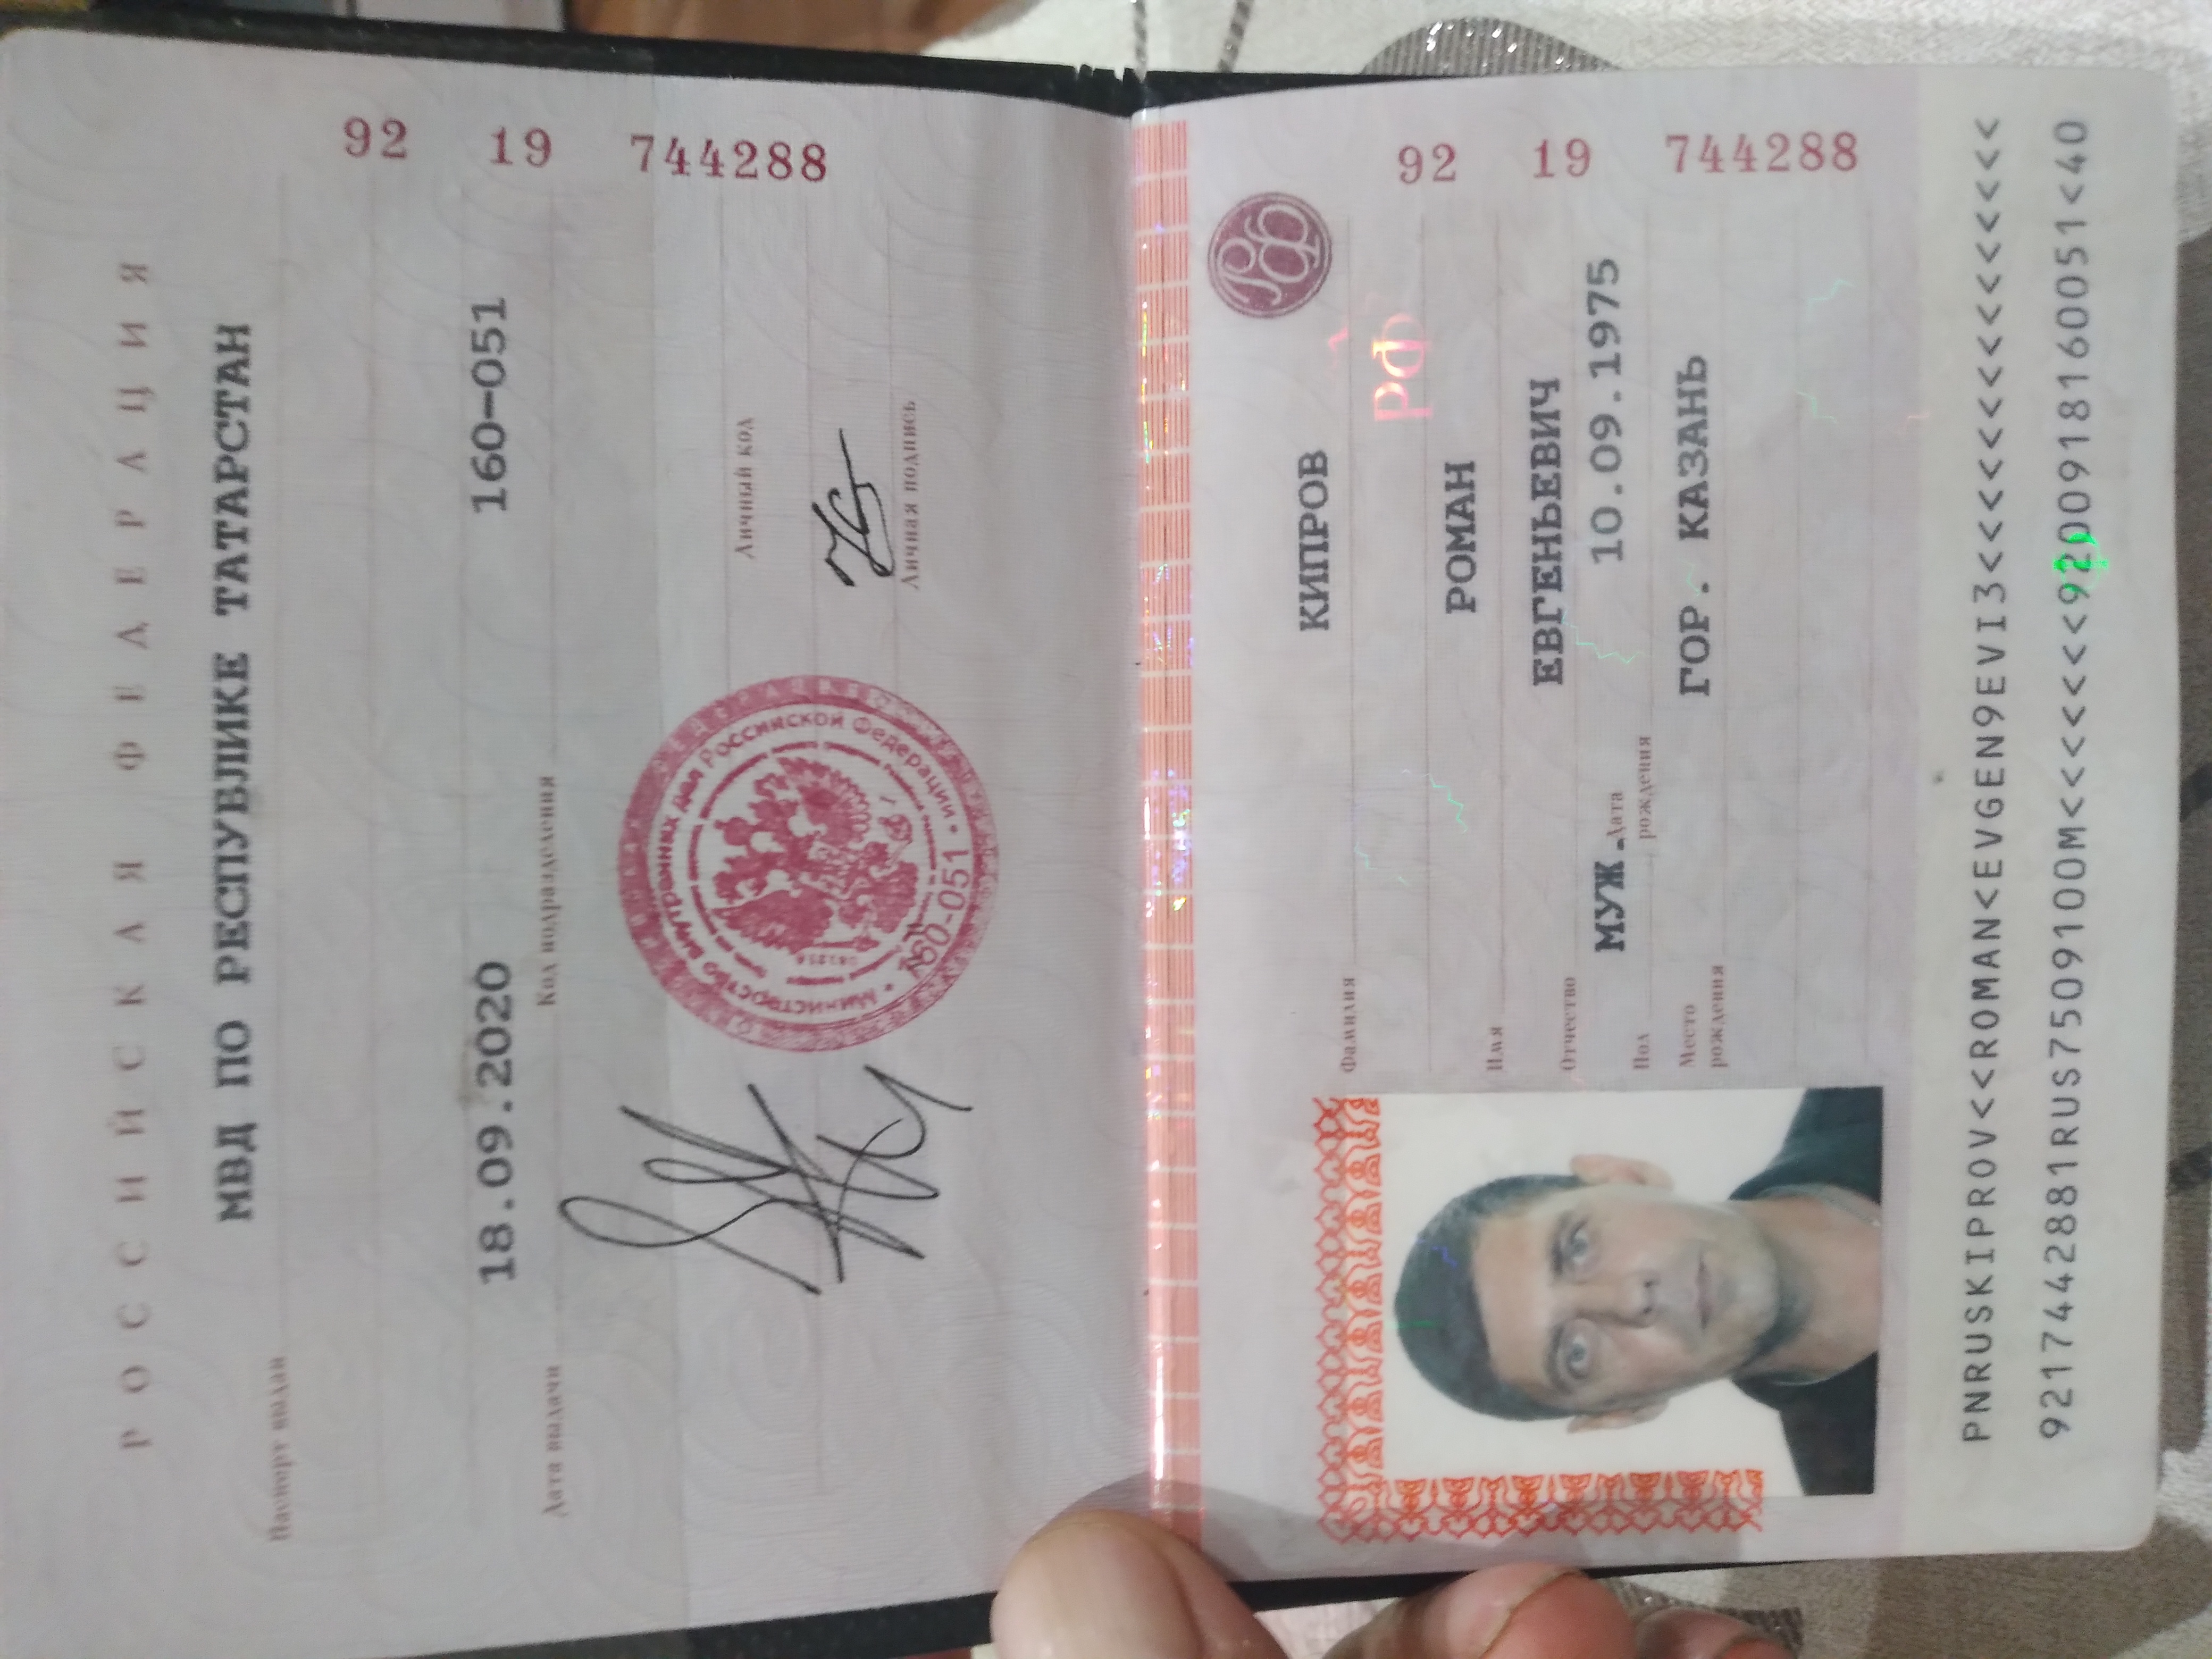 РОССИЙСКАЯ ФЕДЕРАЦИЯ
МВД ПО РЕСПУБЛИКЕ ТАТАРСТАН
Паспорт выдан
18.09.2020
160-051
Дата выдачи
Код подразделения
Личный код
Личная подпись
Министерство внутренних дел Российской Федерации
160-051
92 19 744288
РФ
КИПРОВ
Фамилия
РФ
РОМАН
Имя
ЕВГЕНЬЕВИЧ
Отчество
МУЖ.
Пол
Дата рождения
10.09.1975
Место рождения
ГОР. КАЗАНЬ
92 19 744288
PNRUSKIPROV<<ROMAN<EVGEN9EVI3<<<<<<<<<<<<<<<
9217442881RUS7509100M<<<<<<<9200918160051<40